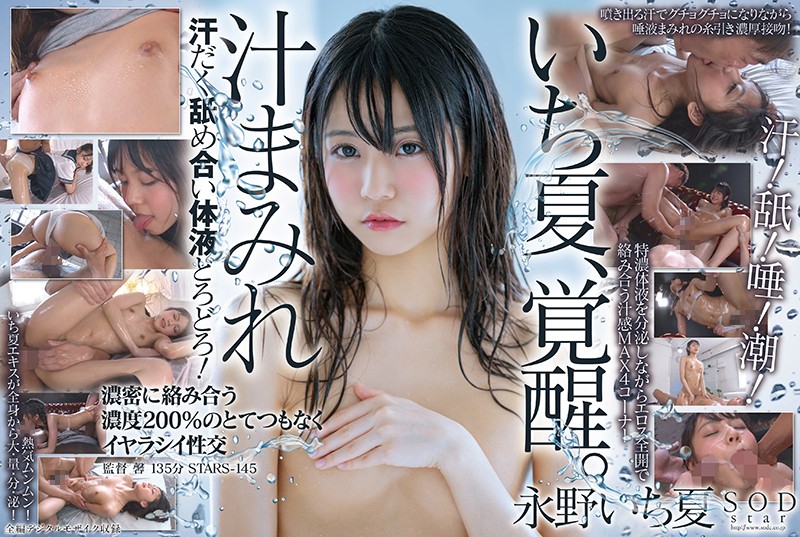 噴き出る汗でグチョグチョになりながら
唾液まみれの糸引き濃厚接吻!
いち夏、覚醒。
汗!舐!唾!潮!
特濃体液を分泌しながらエロス全開で
絡み合う汁感MAX4コーナー
永野いち夏
SOD
star
http://www.sod.co.jp
汁まみれ
汗だく舐め合い体液どろどろ!
濃密に絡み合う
濃度200%のとてつもなく
イヤラシイ性交
監督 馨 135分 STARS-145
熱気ムンムン!
いち夏エキスが全身から大・量・分・泌!
全編デジタルモザイク収録